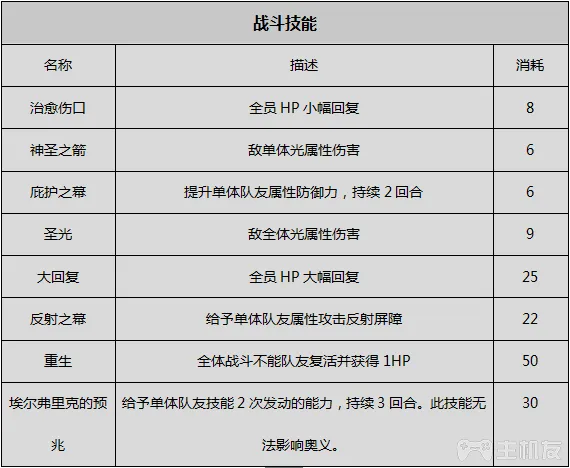 战斗技能
名称 描述 消耗
治愈伤口 全员 HP 小幅回复 8
神圣之箭 敌单体光属性伤害 6
庇护之幕 提升单体队友属性防御力，持续 2 回合 6
圣光 敌全体光属性伤害 9
大回复 全员 HP 大幅回复 25
反射之幕 给予单体队友属性攻击反射屏障 22
重生 全体战斗不能队友复活并获得 1HP 50
埃尔弗里克的预 给予单体队友技能 2 次发动的能力，持续 3 回合。此技能无 30
兆 法影响奥义。
主机友